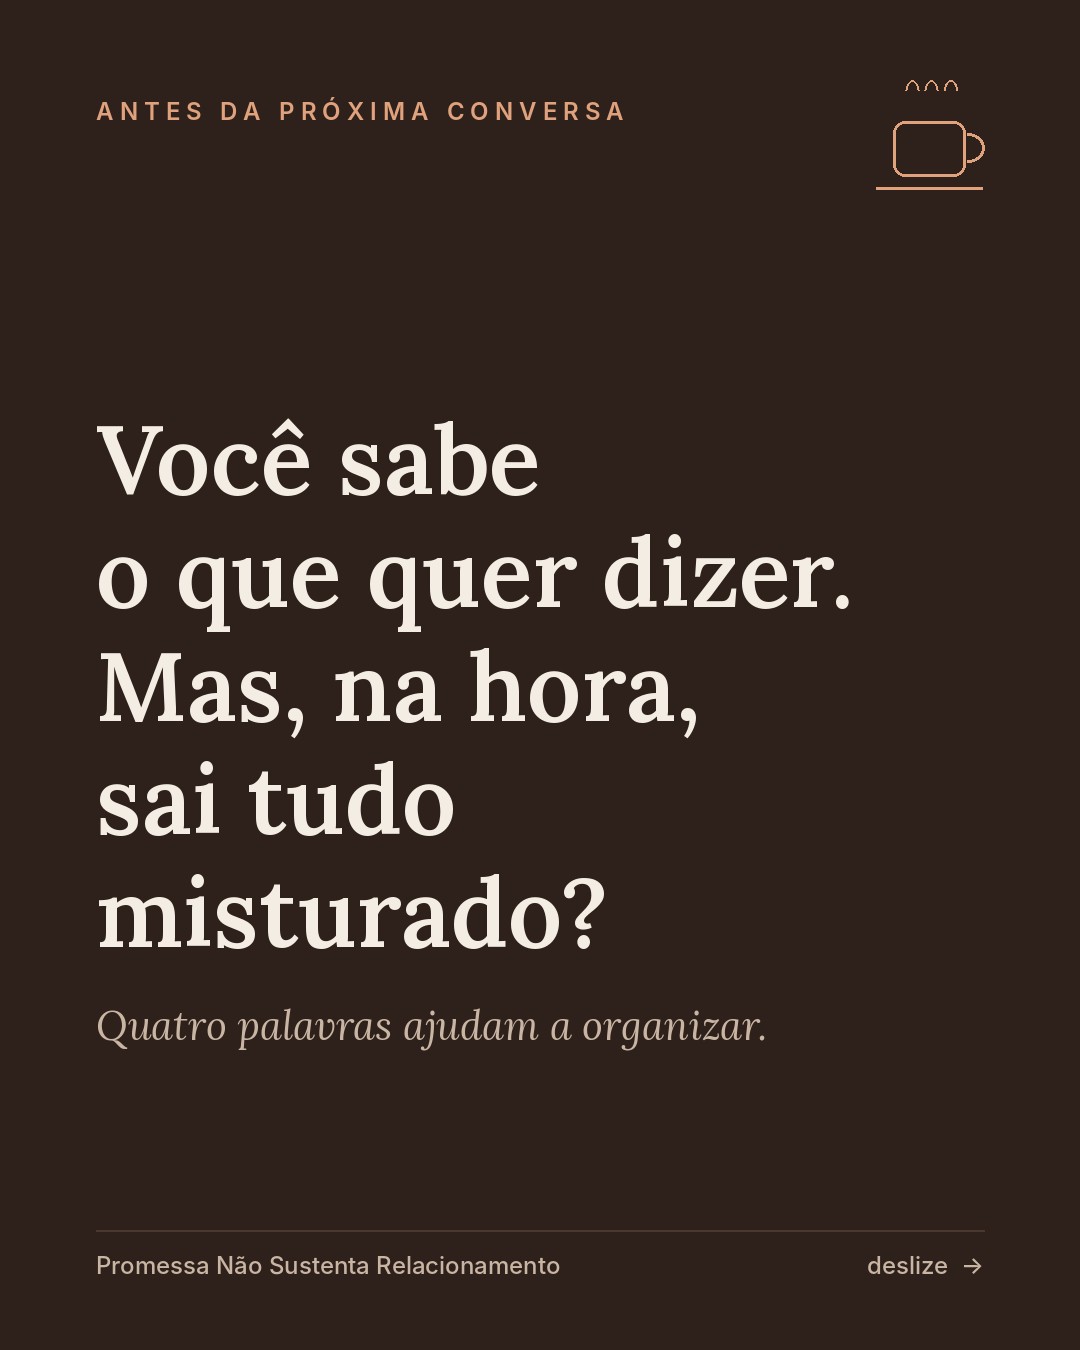 ANTES DA PRÓXIMA CONVERSA
Você sabe
o que quer dizer.
Mas, na hora,
sai tudo
misturado?
Quatro palavras ajudam a organizar.
Promessa Não Sustenta Relacionamento
deslize →